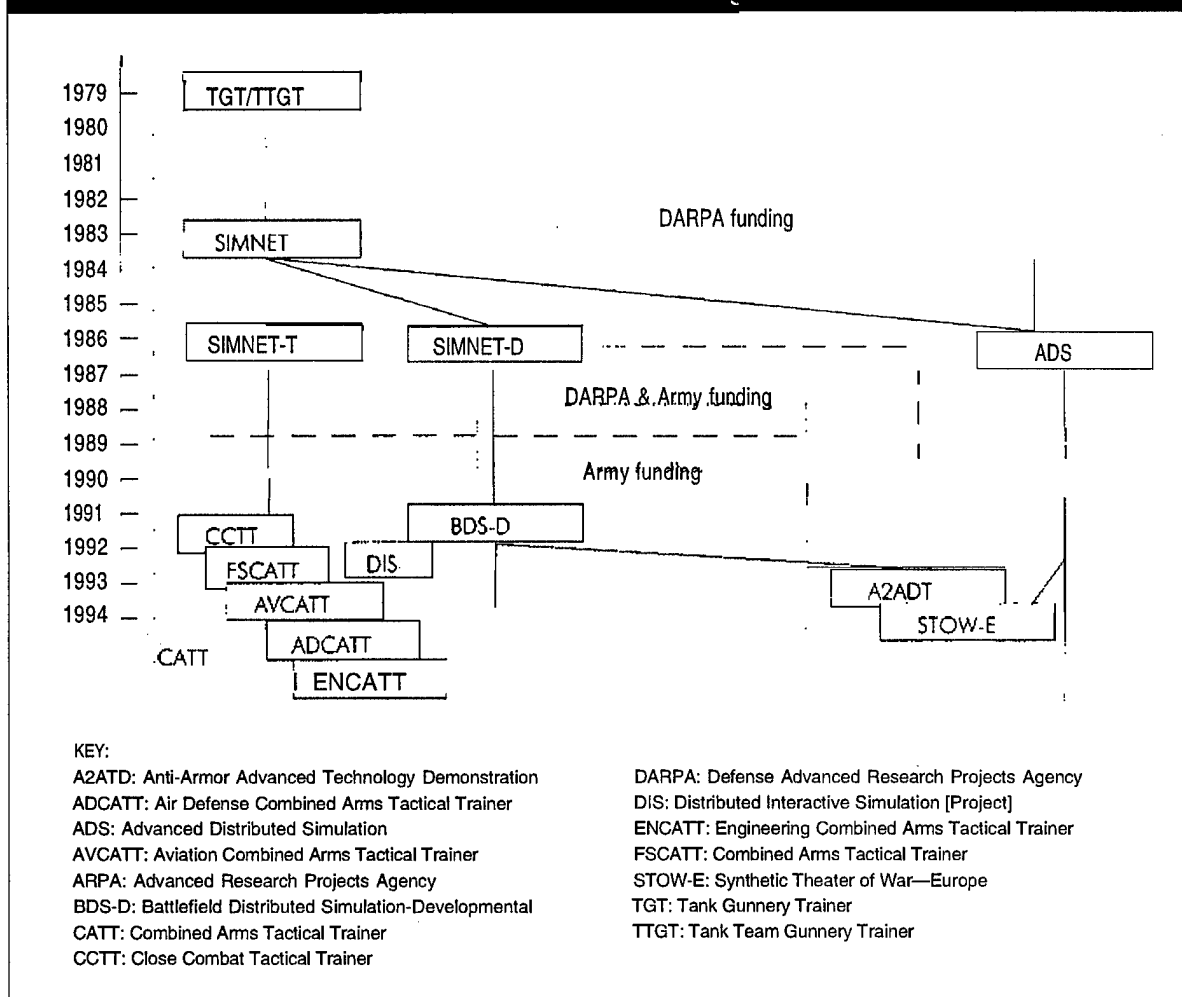 1979
TGT/TTGT
1980
1981
1982
DARPA funding
1983
SIMNET
1984
1985
1986
SIMNET-T
SIMNET-D
ADS
1987
DARPA & Army funding
1988
1989
Army funding
1990
1991
BDS-D
CCTT
1992
DIS
FSCATT
1993
A2ADT
AVCATT
1994
STOW-E
ADCATT
CATT
ENCATT
KEY:
A2ATD: Anti-Armor Advanced Technology Demonstration
ADCATT: Air Defense Combined Arms Tactical Trainer
ADS: Advanced Distributed Simulation
AVCATT: Aviation Combined Arms Tactical Trainer
ARPA: Advanced Research Projects Agency
BDS-D: Battlefield Distributed Simulation-Developmental
CATT: Combined Arms Tactical Trainer
CCTT: Close Combat Tactical Trainer
DARPA: Defense Advanced Research Projects Agency
DIS: Distributed Interactive Simulation [Project]
ENCATT: Engineering Combined Arms Tactical Trainer
FSCATT: Combined Arms Tactical Trainer
STOW-E: Synthetic Theater of War—Europe
TGT: Tank Gunnery Trainer
TTGT: Tank Team Gunnery Trainer